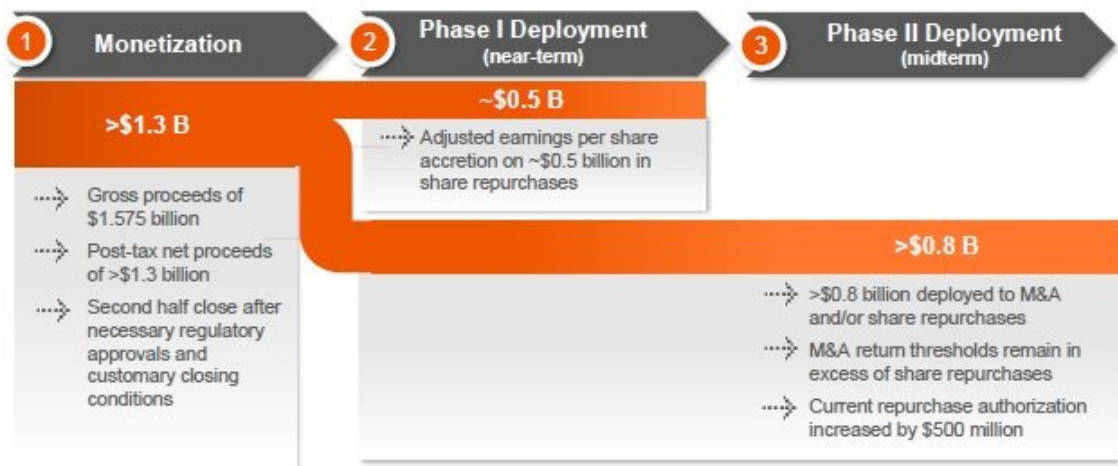 1
Monetization
2
Phase I Deployment
(near-term)
3
Phase II Deployment
(midterm)
>$1.3 B
Gross proceeds of
$1.575 billion
Post-tax net proceeds
of >$1.3 billion
Second half close after
necessary regulatory
approvals and
customary closing
conditions
~$0.5 B
Adjusted earnings per share
accretion on ~$0.5 billion in
share repurchases
>$0.8 B
>$0.8 billion deployed to M&A
and/or share repurchases
M&A return thresholds remain in
excess of share repurchases
Current repurchase authorization
increased by $500 million